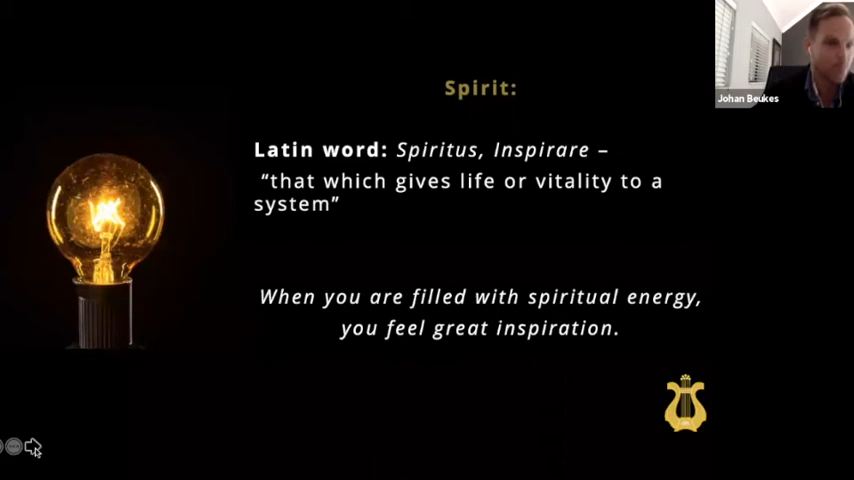 Spirit:
Johan Beukes
Latin word: Spiritus, Inspirare –
“that which gives life or vitality to a
system”
When you are filled with spiritual energy,
you feel great inspiration.